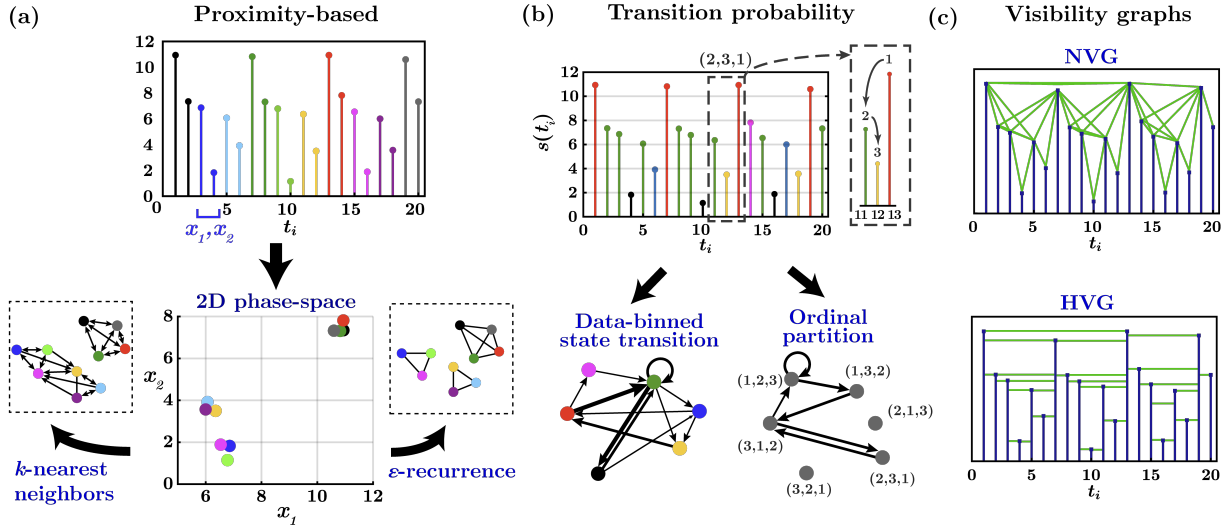 (a)
Proximity-based
12
10
8
6
4
2
0
0
5
10
15
20
x1,x2
ti
2D phase-space
8
6
4
2
0
x2
6
8
10
12
x1
k-nearest
neighbors
ε-recurrence
(b)
Transition probability
(2,3,1)
12
10
8
6
4
2
0
s(ti)
0
5
10
15
20
ti
1
2
3
11 12 13
Data-binned
state transition
Ordinal
partition
(1,2,3)
(1,3,2)
(2,1,3)
(3,1,2)
(2,3,1)
(3,2,1)
(c)
Visibility graphs
NVG
0
5
10
15
20
ti
HVG
0
5
10
15
20
ti